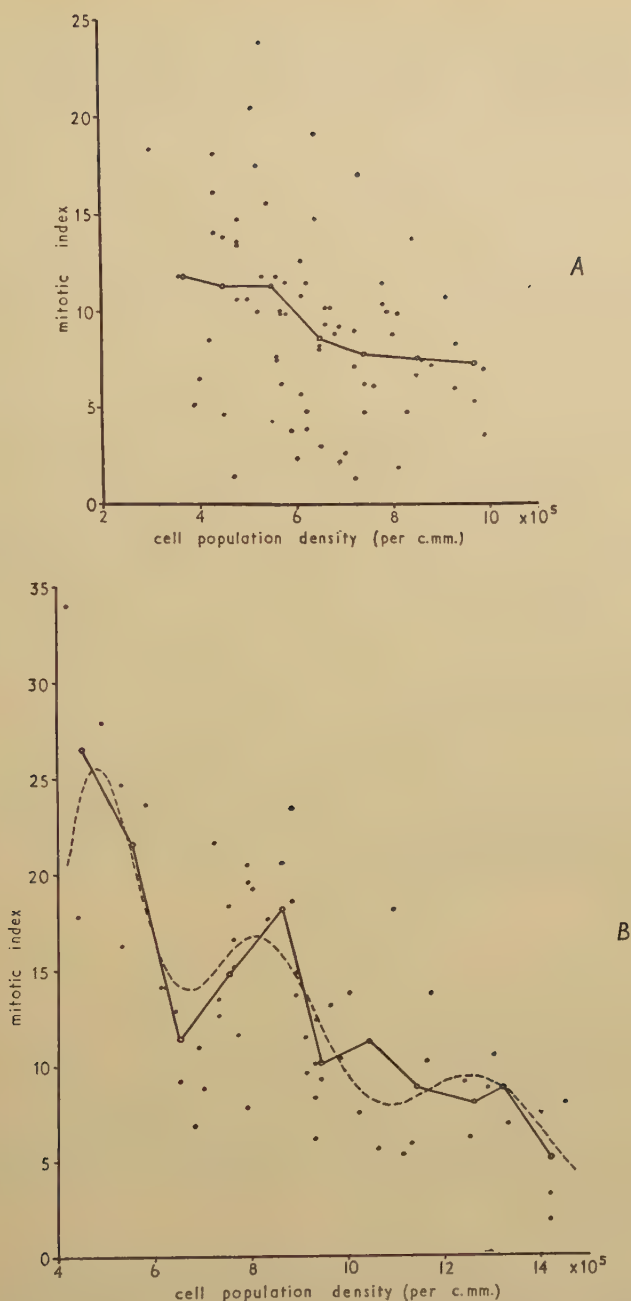 25
20
15
10
5
0
mitotic index
A
2 4 6 8 10 x10⁵
cell population density (per c.mm.)
35
30
25
20
15
10
5
0
mitotic index
B
4 6 8 10 12 14 x10⁵
cell population density (per c.mm.)